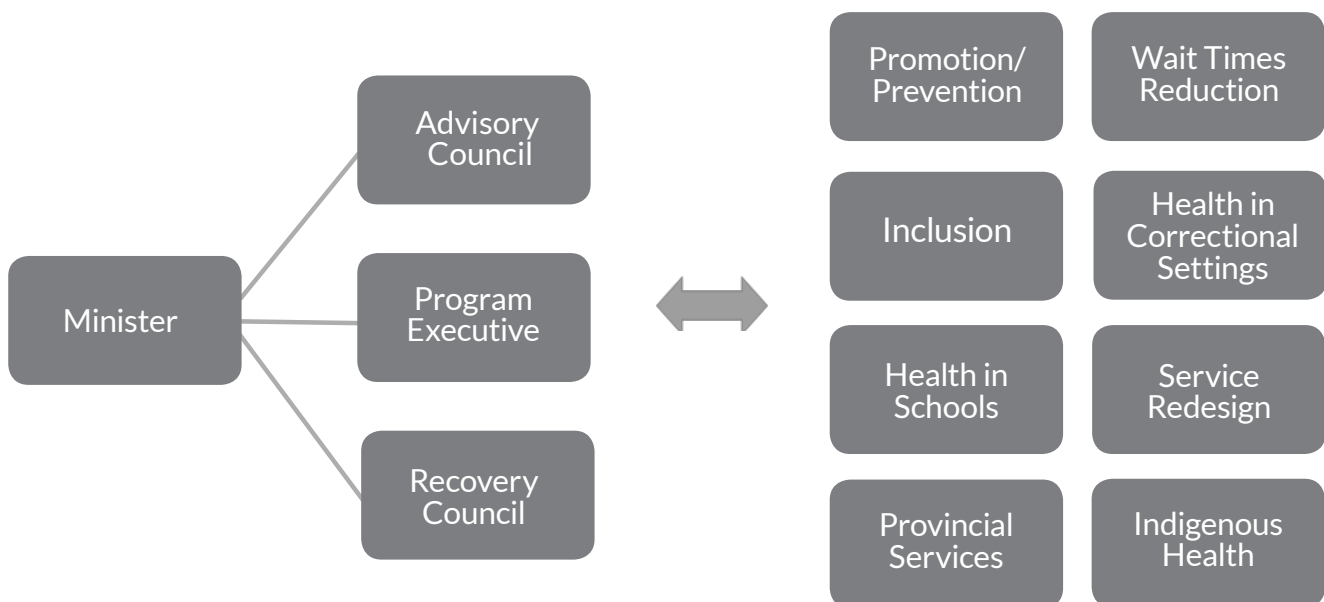 Minister
Advisory
Council
Program
Executive
Recovery
Council
Promotion/
Prevention
Wait Times
Reduction
Inclusion
Health in
Correctional
Settings
Health in
Schools
Service
Redesign
Provincial
Services
Indigenous
Health